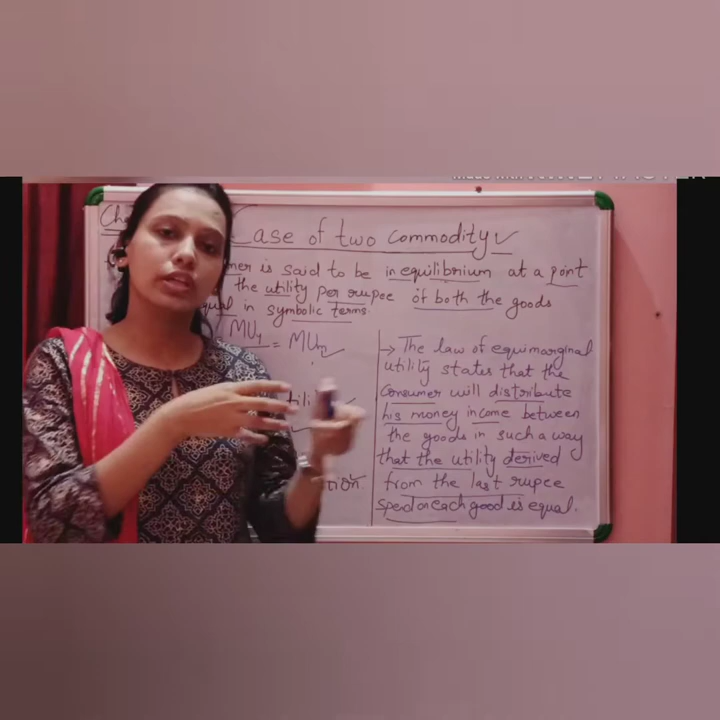 Case of two commodity
is said to be in equilibrium at a point
the utility per rupee of both the goods
in symbolic terms.
MU₁ = MUm
→ The law of equimarginal
utility states that the
Consumer will distribute
his money income between
the goods in such a way
that the utility derived
from the last rupee
spend on each good is equal.